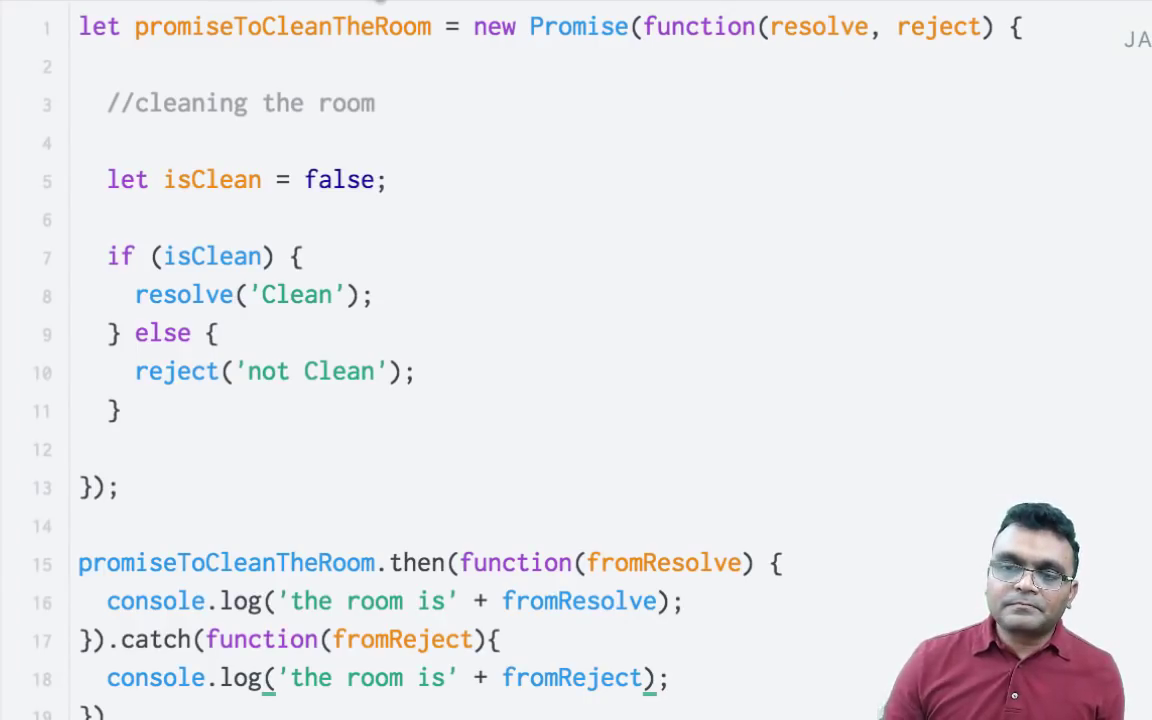 1 let promiseToCleanTheRoom = new Promise(function(resolve, reject) {
JA
2
3 //cleaning the room
4
5 let isClean = false;
6
7 if (isClean) {
8 resolve('Clean');
9 } else {
10 reject('not Clean');
11 }
12
13 });
14
15 promiseToCleanTheRoom.then(function(fromResolve) {
16 console.log('the room is' + fromResolve);
17 }).catch(function(fromReject){
18 console.log('the room is' + fromReject);
19 })